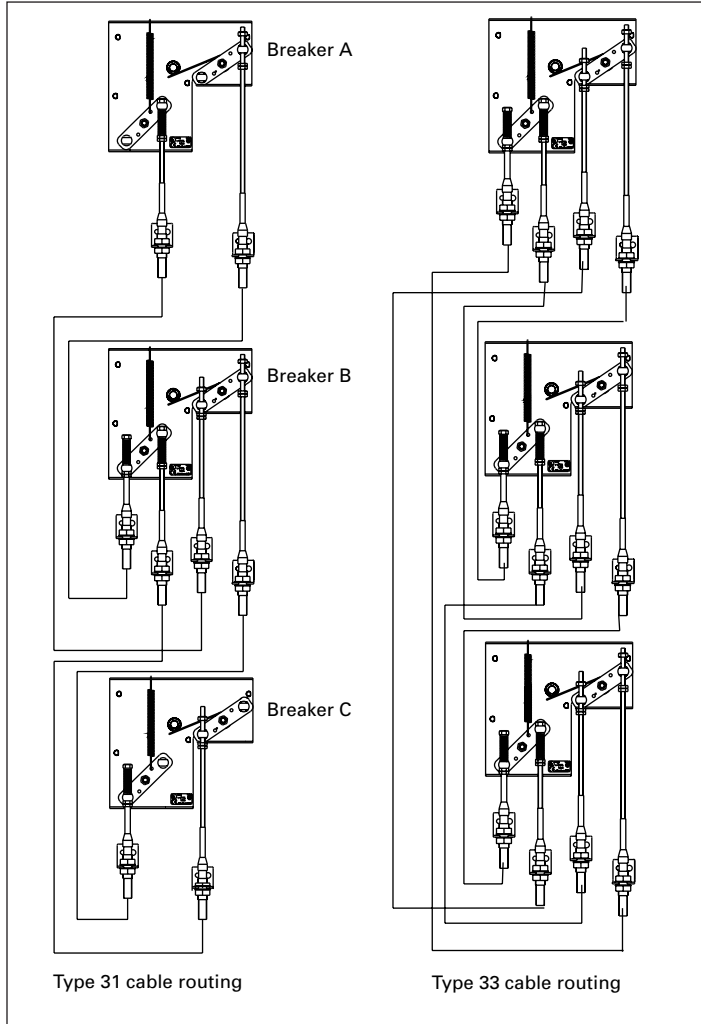 Breaker A
Breaker B
Breaker C
Type 31 cable routing
Type 33 cable routing